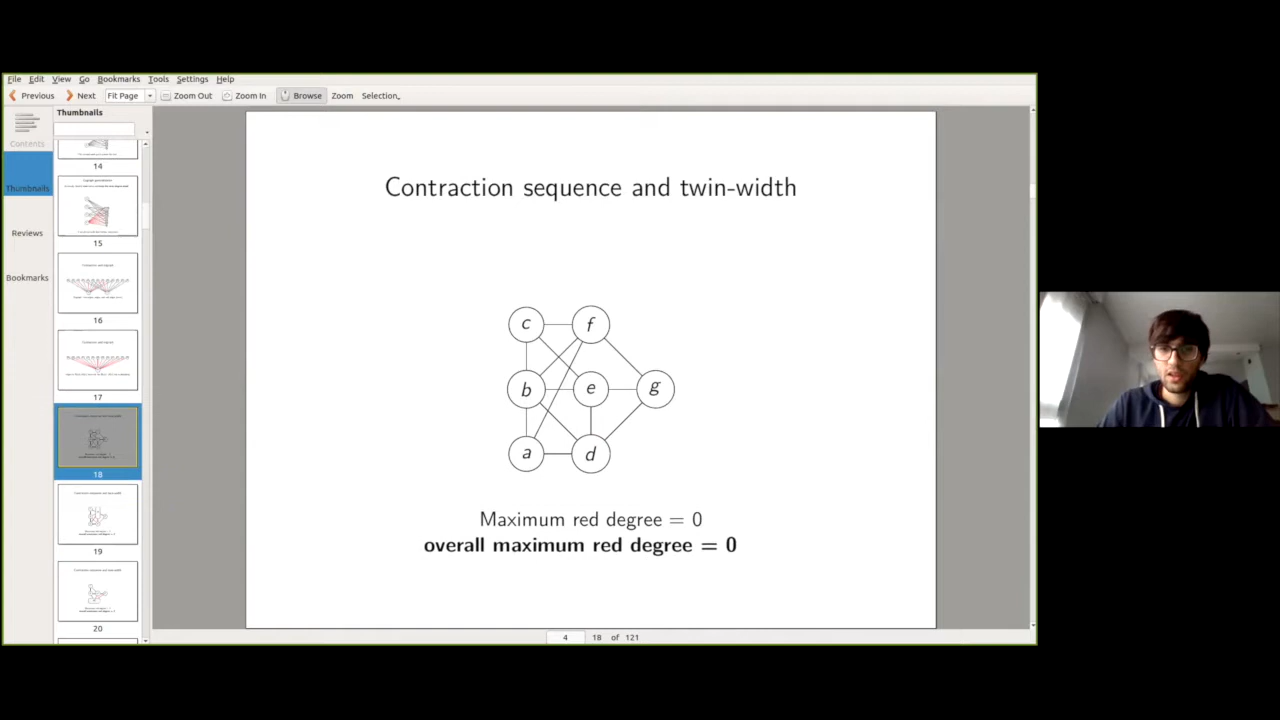 File Edit View Go Bookmarks Tools Settings Help
Previous Next Fit Page Zoom Out Zoom In Browse Zoom Selection
Thumbnails
Contents
Thumbnails
Reviews
Bookmarks
14
15
16
17
18
19
20
Contraction sequence and twin-width
c f
b e g
a d
Maximum red degree = 0
overall maximum red degree = 0
4 18 of 121